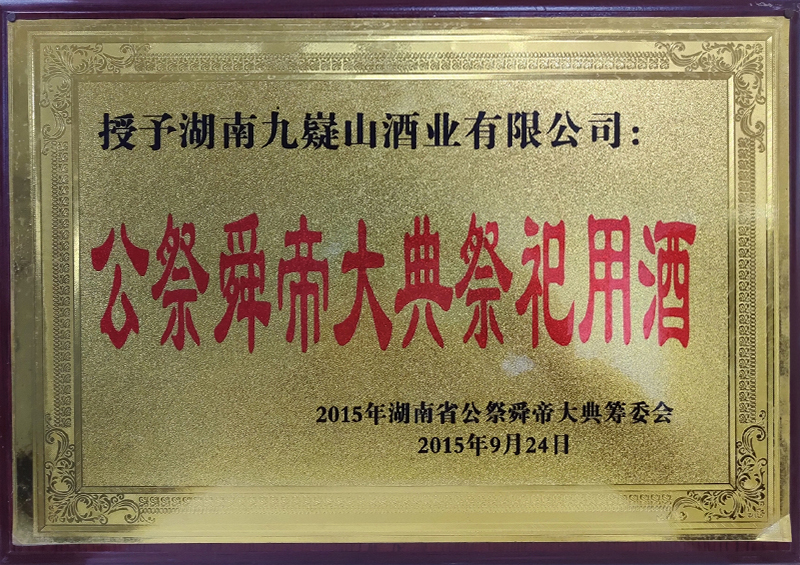 授予湖南九嶷山酒业有限公司：
公祭舜帝大典祭祀用酒
2015年湖南省公祭舜帝大典筹委会
2015年9月24日